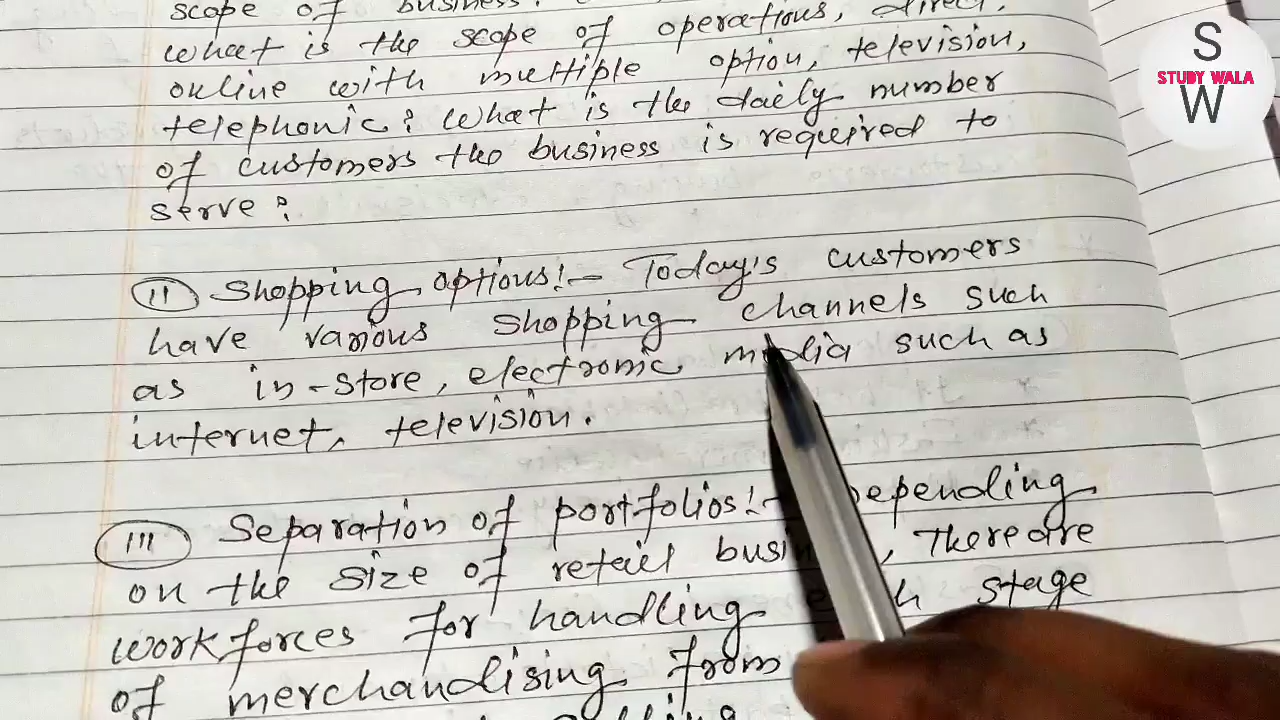 scope of business.
What is the scope of operations, direct,
online with multiple option, television,
telephonic? What is the daily number
of customers the business is required to
serve?
II Shopping options:- Today's customers
have various shopping channels such
as in-store, electronic media such as
internet, television.
III Separation of portfolios:- Depending
on the size of retail business, There are
workforces for handling each stage
of merchandising from
S
STUDY WALA
W